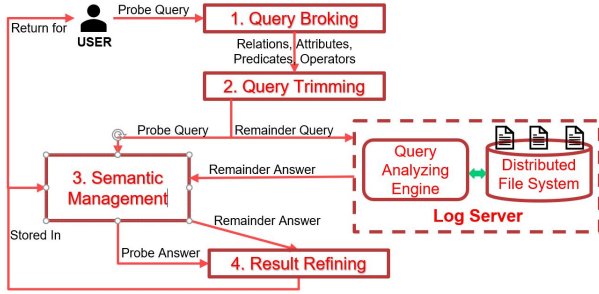 Return for
USER
Probe Query
1. Query Broking
Relations, Attributes,
Predicates, Operators
2. Query Trimming
Probe Query
Remainder Query
3. Semantic
Management
Remainder Answer
Query
Analyzing
Engine
Distributed
File System
Log Server
Stored In
Probe Answer
Remainder Answer
4. Result Refining